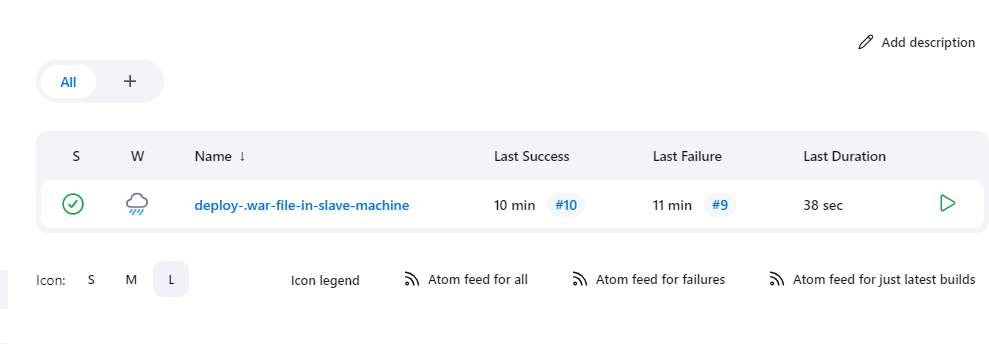 Add description
All +
S W Name ↓ Last Success Last Failure Last Duration
deploy-.war-file-in-slave-machine 10 min #10 11 min #9 38 sec
Icon: S M L Icon legend Atom feed for all Atom feed for failures Atom feed for just latest builds